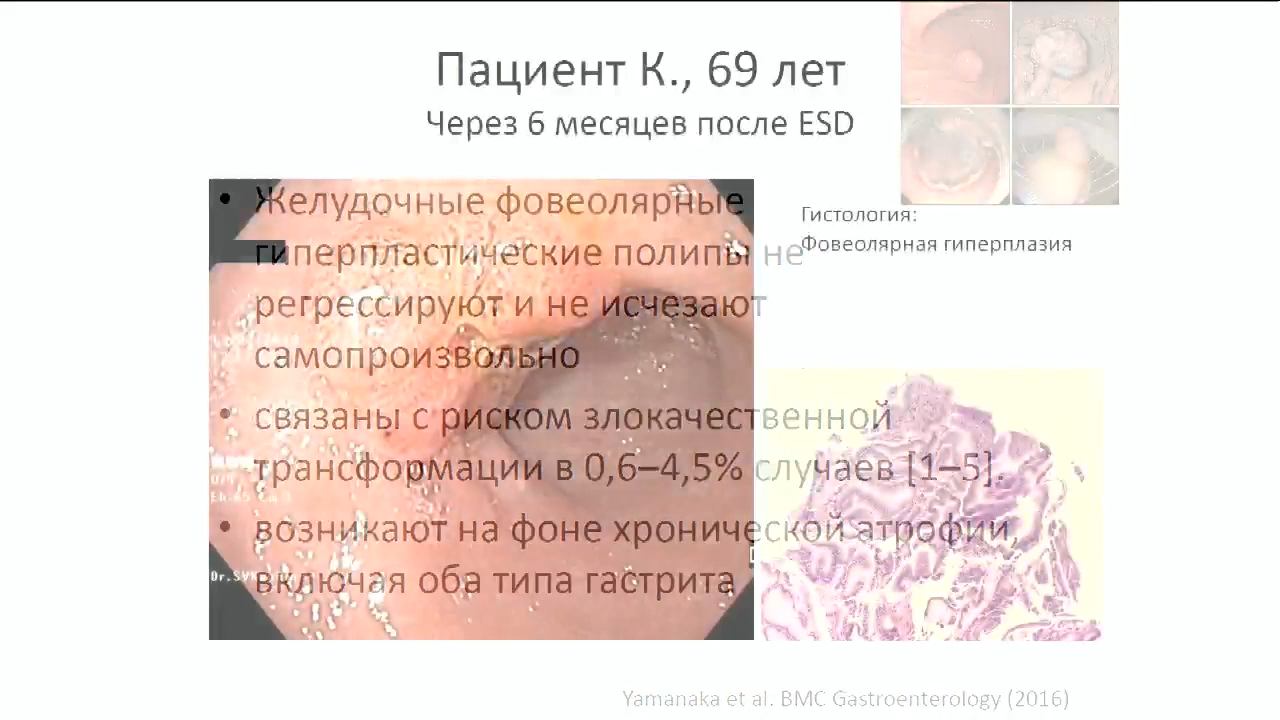 Пациент К., 69 лет
Через 6 месяцев после ESD
Гистология:
Фовеолярная гиперплазия
• Желудочные фовеолярные
гиперпластические полипы не
регрессируют и не исчезают
самопроизвольно
• связаны с риском злокачественной
трансформации в 0,6–4,5% случаев [1–5].
• возникают на фоне хронической атрофии,
включая оба типа гастрита
Yamanaka et al. BMC Gastroenterology (2016)